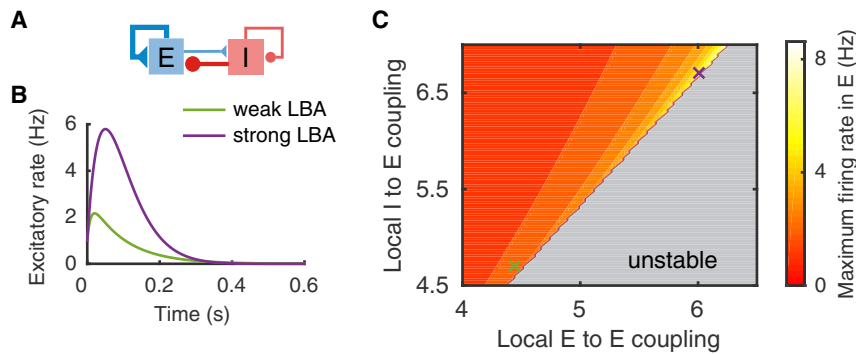 A
E
I
B
weak LBA
strong LBA
Excitatory rate (Hz)
6
4
2
0
0
0.2
0.4
0.6
Time (s)
C
Local I to E coupling
6.5
5.5
4.5
4
5
6
Local E to E coupling
unstable
8
4
0
Maximum firing rate in E (Hz)